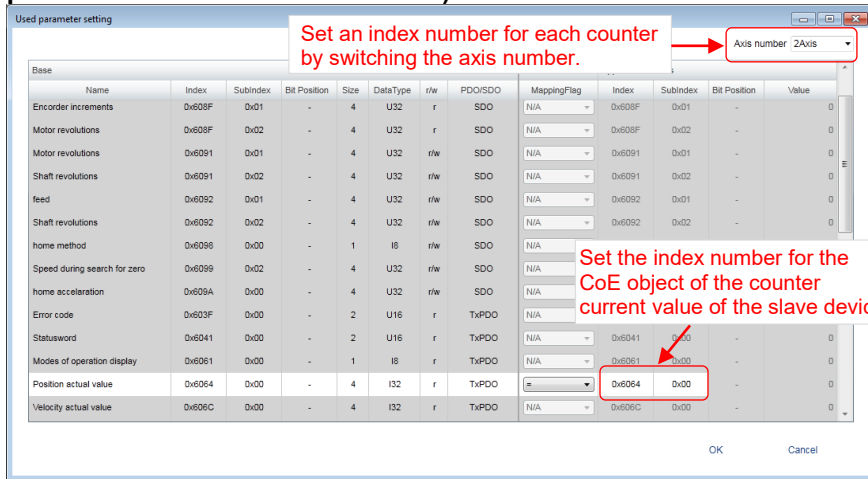 Used parameter setting
Set an index number for each counter
by switching the axis number.
Axis number 2Axis
Base
Name Index SubIndex Bit Position Size DataType r/w PDO/SDO MappingFlag Index SubIndex Bit Position Value
Encorder increments 0x608F 0x01 - 4 U32 r SDO N/A 0x608F 0x01 - 0
Motor revolutions 0x608F 0x02 - 4 U32 r SDO N/A 0x608F 0x02 - 0
Motor revolutions 0x6091 0x01 - 4 U32 r/w SDO N/A 0x6091 0x01 - 0
Shaft revolutions 0x6091 0x02 - 4 U32 r/w SDO N/A 0x6091 0x02 - 0
feed 0x6092 0x01 - 4 U32 r/w SDO N/A 0x6092 0x01 - 0
Shaft revolutions 0x6092 0x02 - 4 U32 r/w SDO N/A 0x6092 0x02 - 0
home method 0x6098 0x00 - 1 I8 r/w SDO N/A
Speed during search for zero 0x6099 0x02 - 4 U32 r/w SDO N/A
home accelaration 0x609A 0x00 - 4 U32 r/w SDO N/A
Set the index number for the
CoE object of the counter
current value of the slave devic
Error code 0x603F 0x00 - 2 U16 r TxPDO N/A
Statusword 0x6041 0x00 - 2 U16 r TxPDO N/A 0x6041 0x00 - 0
Modes of operation display 0x6061 0x00 - 1 I8 r TxPDO N/A 0x6061 0x00 - 0
Position actual value 0x6064 0x00 - 4 I32 r TxPDO = 0x6064 0x00 - 0
Velocity actual value 0x606C 0x00 - 4 I32 r TxPDO N/A 0x606C 0x00 - 0
OK Cancel